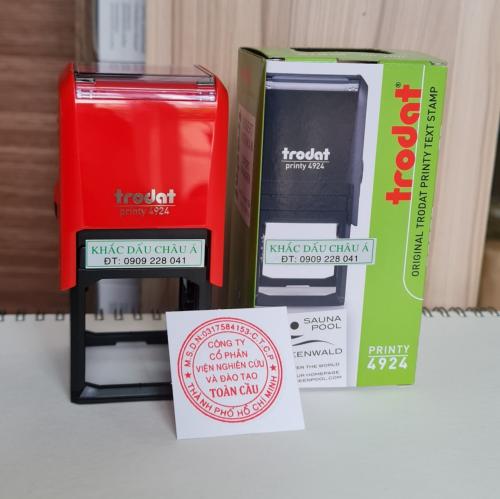 trodat
printy 4924
KHẮC DẤU CHÂU Á
ĐT: 0909 228 041
trodat
printy 4924
KHẮC DẤU CHÂU Á
ĐT: 0909 228 041
SAUNA
POOL
ENWALD
trodat®
ORIGINAL TRODAT PRINTY TEXT STAMP
PRINTY
4924
M.S.D.N:0317584153-C.T.C.P
CÔNG TY
CỔ PHẦN
VIỆN NGHIÊN CỨU
VÀ ĐÀO TẠO
TOÀN CẦU
THÀNH PHỐ HỒ CHÍ MINH